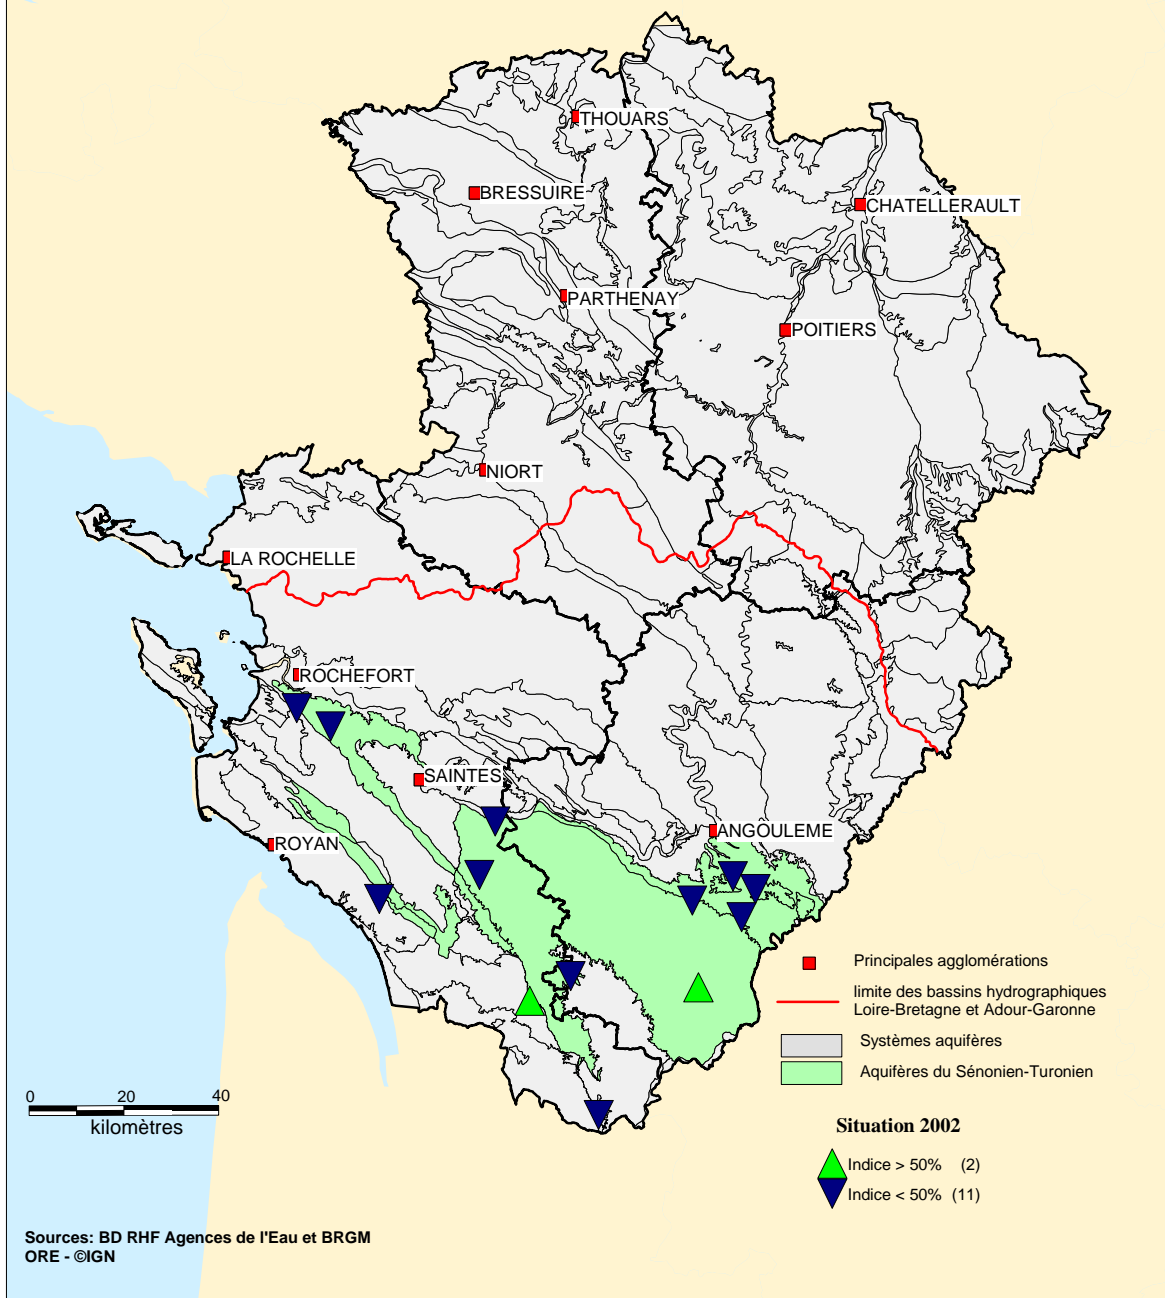 THOUARS
BRESSUIRE
CHATELLERAULT
PARTHENAY
POITIERS
NIORT
LA ROCHELLE
ROCHEFORT
SAINTES
ANGOULEME
ROYAN
Principales agglomérations
limite des bassins hydrographiques
Loire-Bretagne et Adour-Garonne
Systèmes aquifères
Aquifères du Sénonien-Turonien
0 20 40
kilomètres
Situation 2002
Indice > 50% (2)
Indice < 50% (11)
Sources: BD RHF Agences de l'Eau et BRGM
ORE - ©IGN